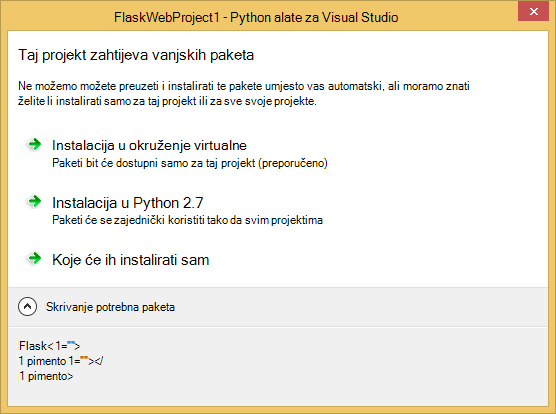 FlaskWebProject1 - Python alate za Visual Studio
Taj projekt zahtijeva vanjskih paketa
Ne možemo možete preuzeti i instalirati te pakete umjesto vas automatski, ali moramo znati
želite li instalirati samo za taj projekt ili za sve svoje projekte.
Instalacija u okruženje virtualne
Paketi bit će dostupni samo za taj projekt (preporučeno)
Instalacija u Python 2.7
Paketi će se zajednički koristiti tako da svim projektima
Koje će ih instalirati sam
Skrivanje potrebna paketa
Flask< 1="">
1 pimento 1=""></
1 pimento>